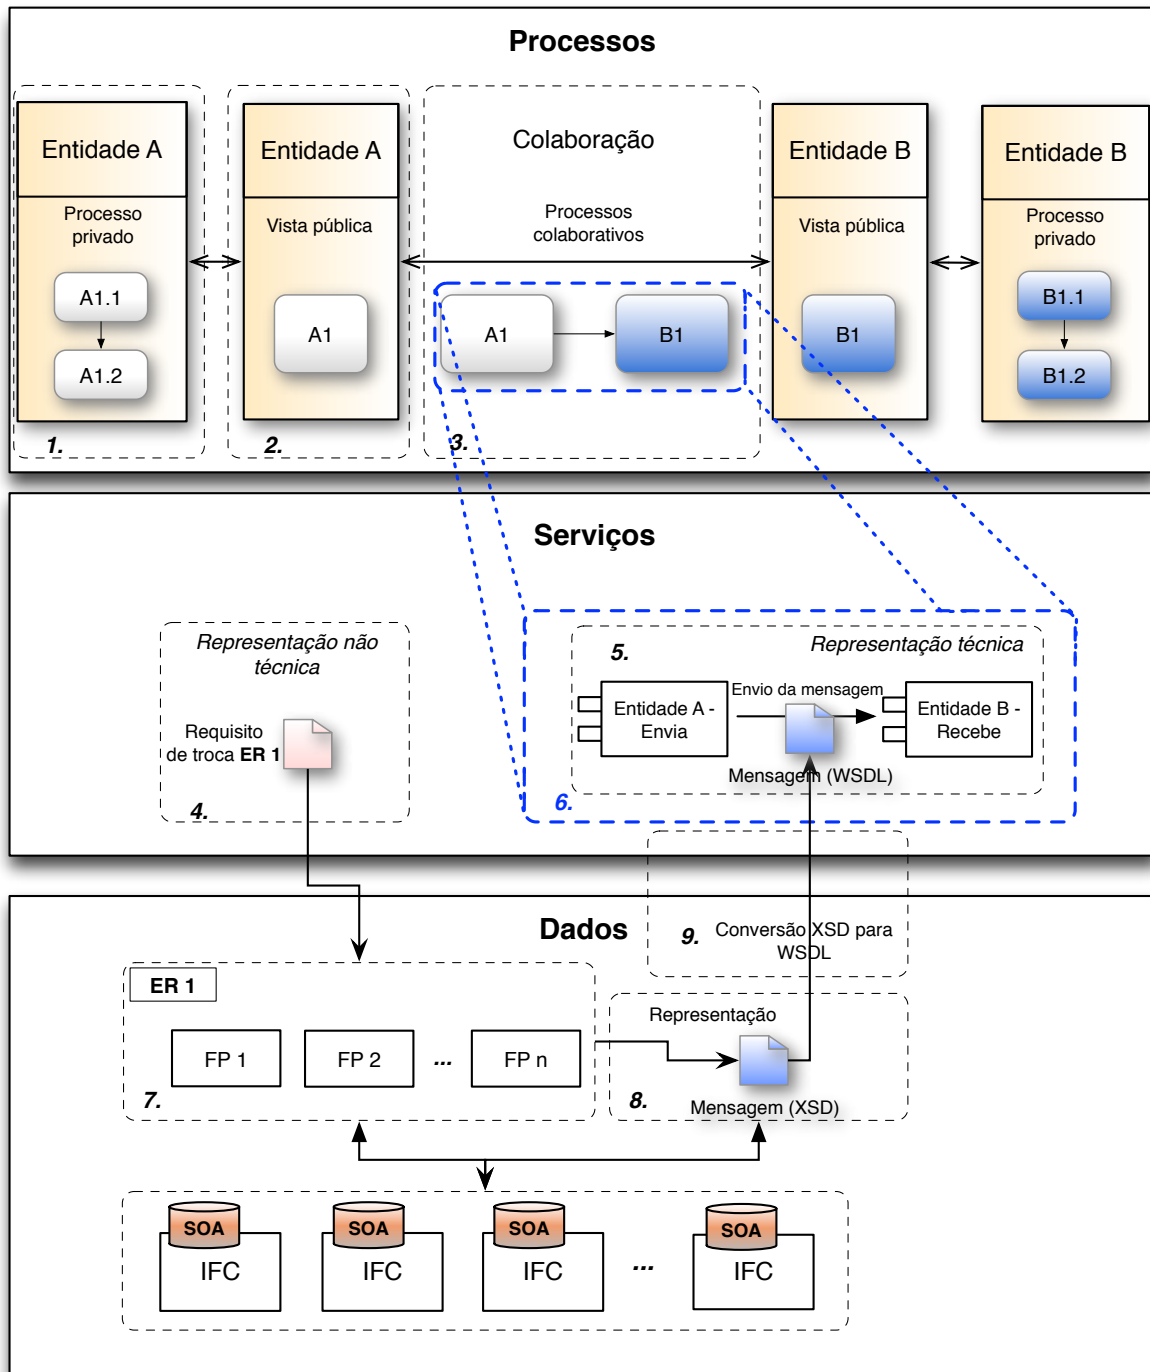 Processos
Entidade A
Processo
privado
A1.1
A1.2
1.
Entidade A
Vista pública
A1
2.
Colaboração
Processos
colaborativos
A1
B1
3.
Entidade B
Vista pública
B1
Entidade B
Processo
privado
B1.1
B1.2
Serviços
Representação não
técnica
Requisito
de troca ER 1
4.
5.
Representação técnica
Entidade A -
Envia
Envio da mensagem
Entidade B -
Recebe
Mensagem (WSDL)
6.
Dados
9.
Conversão XSD para
WSDL
ER 1
FP 1
FP 2
...
FP n
7.
Representação
8.
Mensagem (XSD)
SOA
IFC
SOA
IFC
SOA
IFC
...
SOA
IFC